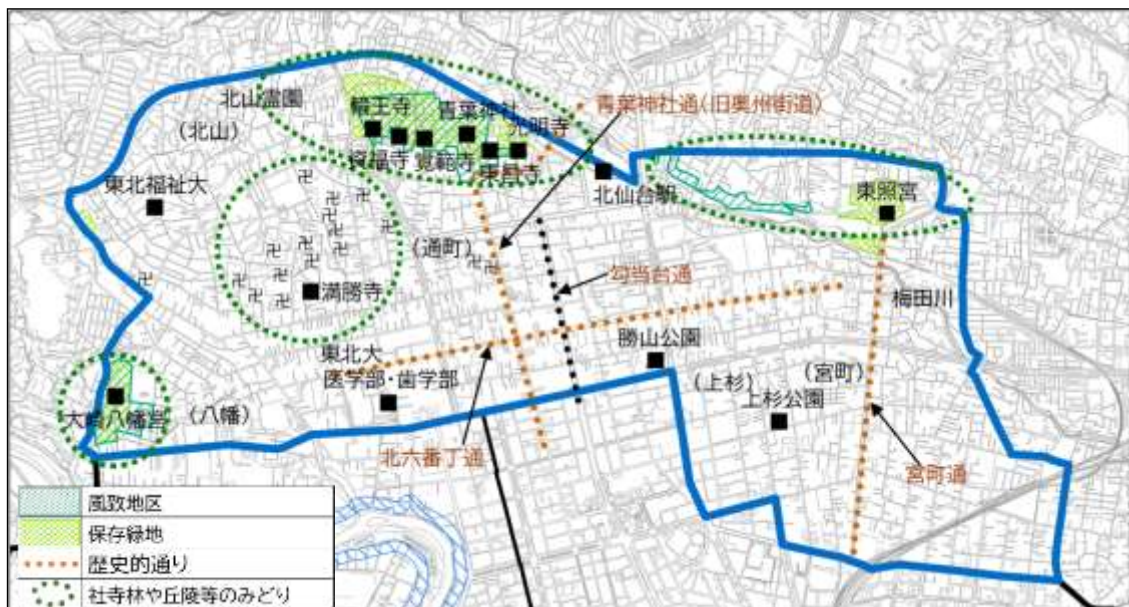 青葉神社通(旧奥州街道)
北山霊園
輪王寺
青葉神社
光明寺
(北山)
資福寺
覚範寺
東昌寺
北仙台駅
東照宮
東北福祉大
(通町)
卍
勾当台通
満勝寺
梅田川
東北大
医学部・歯学部
勝山公園
(上杉)
(宮町)
上杉公園
大崎八幡宮
(八幡)
北六番丁通
宮町通
風致地区
保存緑地
歴史的通り
社寺林や丘陵等のみどり